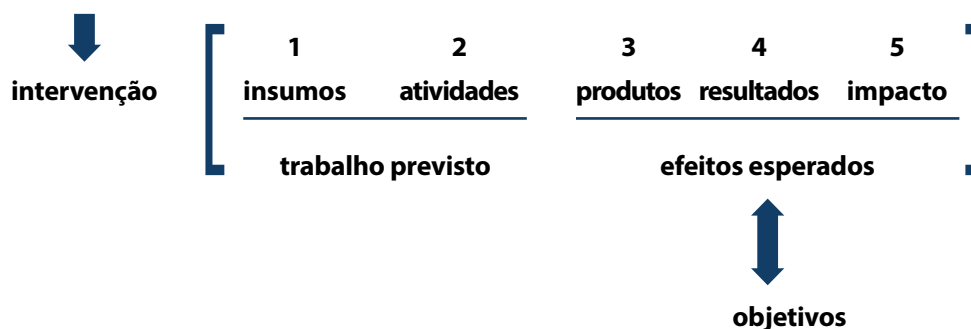 1 2 3 4 5
intervenção insumos atividades produtos resultados impacto
trabalho previsto efeitos esperados
objetivos